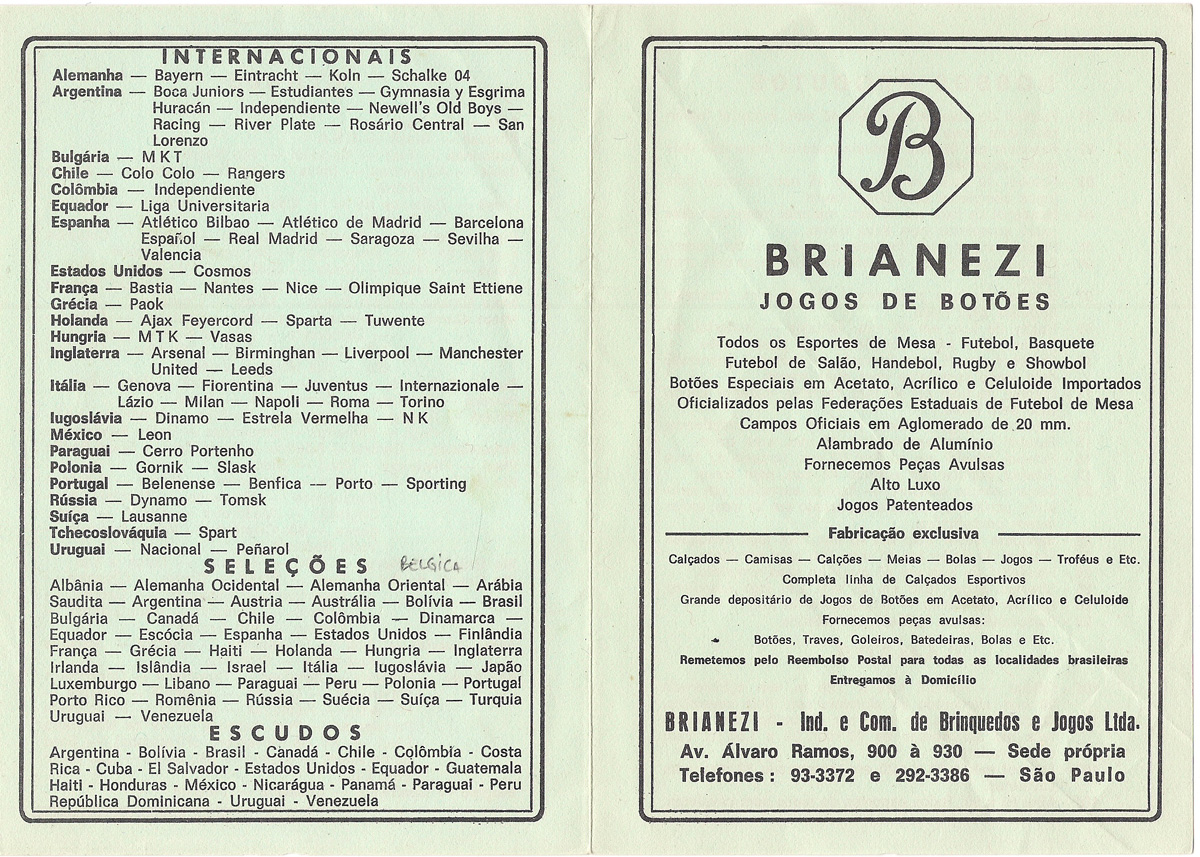 INTERNACIONAIS
Alemanha — Bayern — Eintracht — Koln — Schalke 04
Argentina — Boca Juniors — Estudiantes — Gymnasia y Esgrima
Huracán — Independiente — Newell's Old Boys —
Racing — River Plate — Rosário Central — San
Lorenzo
Bulgária — M K T
Chile — Colo Colo — Rangers
Colômbia — Independiente
Equador — Liga Universitaria
Espanha — Atlético Bilbao — Atlético de Madrid — Barcelona
Español — Real Madrid — Saragoza — Sevilha —
Valencia
Estados Unidos — Cosmos
França — Bastia — Nantes — Nice — Olimpique Saint Ettiene
Grécia — Paok
Holanda — Ajax Feyercord — Sparta — Tuwente
Hungria — M T K — Vasas
Inglaterra — Arsenal — Birminghan — Liverpool — Manchester
United — Leeds
Itália — Genova — Fiorentina — Juventus — Internazionale —
Lázio — Milan — Napoli — Roma — Torino
Iugoslávia — Dinamo — Estrela Vermelha — N K
México — Leon
Paraguai — Cerro Portenho
Polonia — Gornik — Slask
Portugal — Belenense — Benfica -- Porto — Sporting
Rússia — Dynamo — Tomsk
Suíça — Lausanne
Tchecoslováquia — Spart
Uruguai — Nacional — Peñarol
SELEÇÕES BELGICA
Albânia — Alemanha Ocidental — Alemanha Oriental — Arábia
Saudita — Argentina — Austria — Austrália — Bolívia — Brasil
Bulgária — Canadá — Chile — Colômbia — Dinamarca —
Equador — Escócia — Espanha — Estados Unidos — Finlândia
França — Grécia — Haiti — Holanda — Hungria — Inglaterra
Irlanda — Islândia — Israel — Itália — Iugoslávia — Japão
Luxemburgo — Libano — Paraguai — Peru — Polonia — Portugal
Porto Rico — Romênia — Rússia — Suécia — Suíça — Turquia
Uruguai — Venezuela
ESCUDOS
Argentina - Bolívia - Brasil - Canadá - Chile - Colômbia - Costa
Rica - Cuba - El Salvador - Estados Unidos - Equador - Guatemala
Haiti - Honduras - México - Nicarágua - Panamá - Paraguai - Peru
República Dominicana - Uruguai - Venezuela
B
BRIANEZI
JOGOS DE BOTÕES
Todos os Esportes de Mesa - Futebol, Basquete
Futebol de Salão, Handebol, Rugby e Showbol
Botões Especiais em Acetato, Acrílico e Celuloide Importados
Oficializados pelas Federações Estaduais de Futebol de Mesa
Campos Oficiais em Aglomerado de 20 mm.
Alambrado de Alumínio
Fornecemos Peças Avulsas
Alto Luxo
Jogos Patenteados
Fabricação exclusiva
Calçados — Camisas — Calções — Meias — Bolas — Jogos — Troféus e Etc.
Completa linha de Calçados Esportivos
Grande depositário de Jogos de Botões em Acetato, Acrílico e Celuloide
Fornecemos peças avulsas:
Botões, Traves, Goleiros, Batedeiras, Bolas e Etc.
Remetemos pelo Reembolso Postal para todas as localidades brasileiras
Entregamos à Domicílio
BRIANEZI - Ind. e Com. de Brinquedos e Jogos Ltda.
Av. Álvaro Ramos, 900 à 930 — Sede própria
Telefones: 93-3372 e 292-3386 — São Paulo